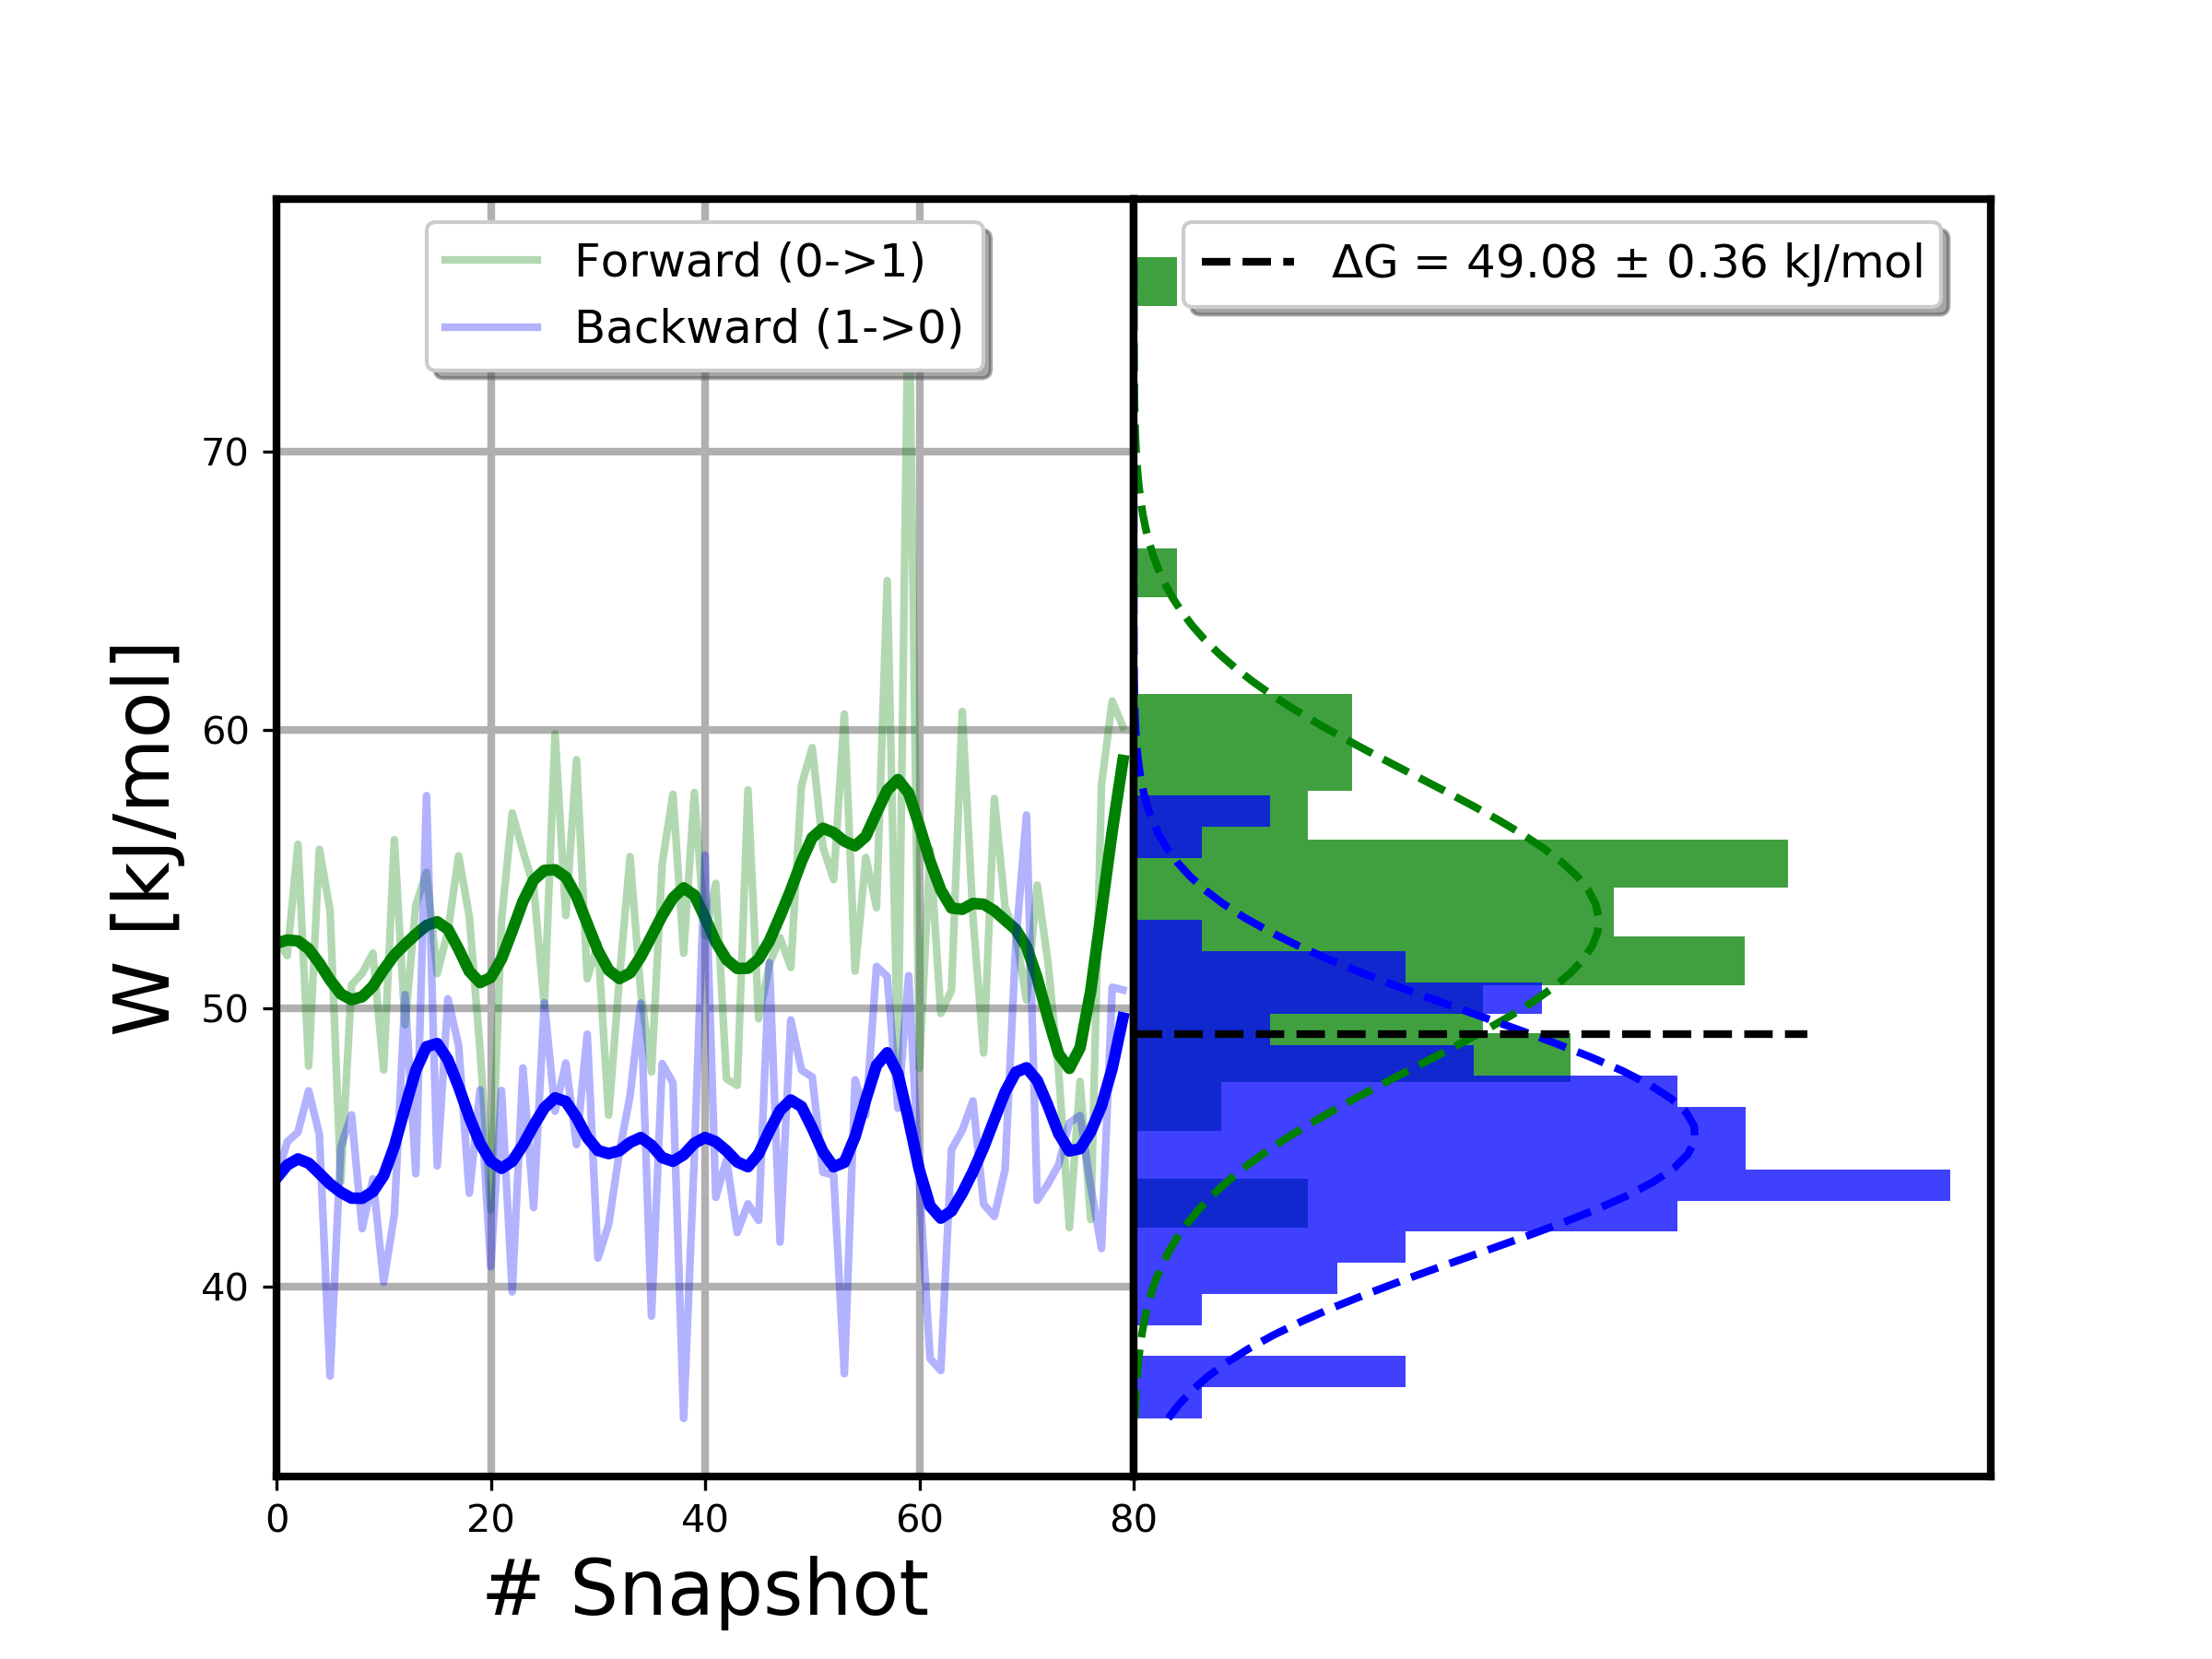 Forward (0->1)
Backward (1->0)
ΔG = 49.08 ± 0.36 kJ/mol
70
60
50
40
W [kJ/mol]
0 20 40 60 80
# Snapshot